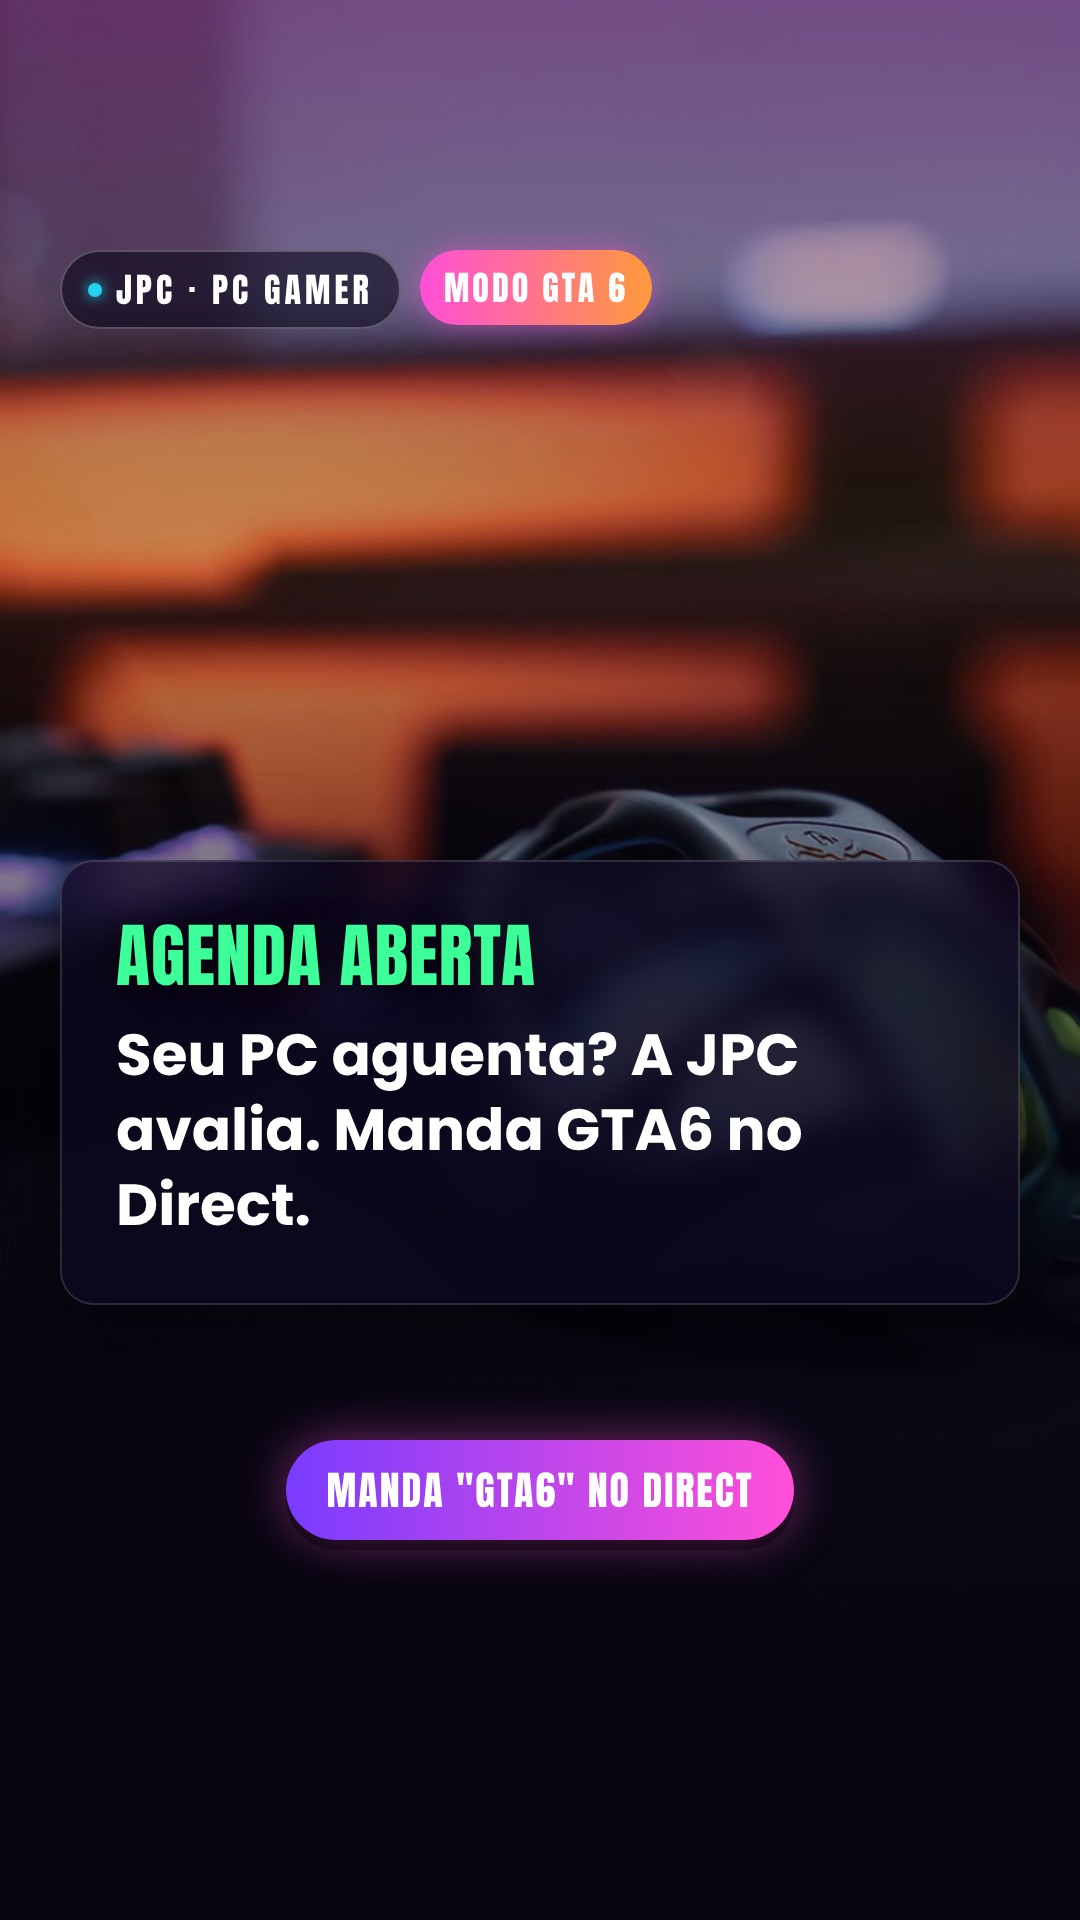 JPC · PC GAMER
MODO GTA 6
AGENDA ABERTA
Seu PC aguenta? A JPC
avalia. Manda GTA6 no
Direct.
MANDA "GTA6" NO DIRECT